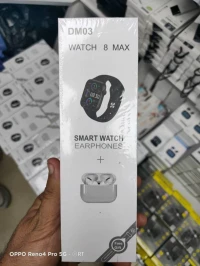 DM03
WATCH 8 MAX
SMART WATCH
EARPHONES
+
OPPO Reno4 Pro 5G